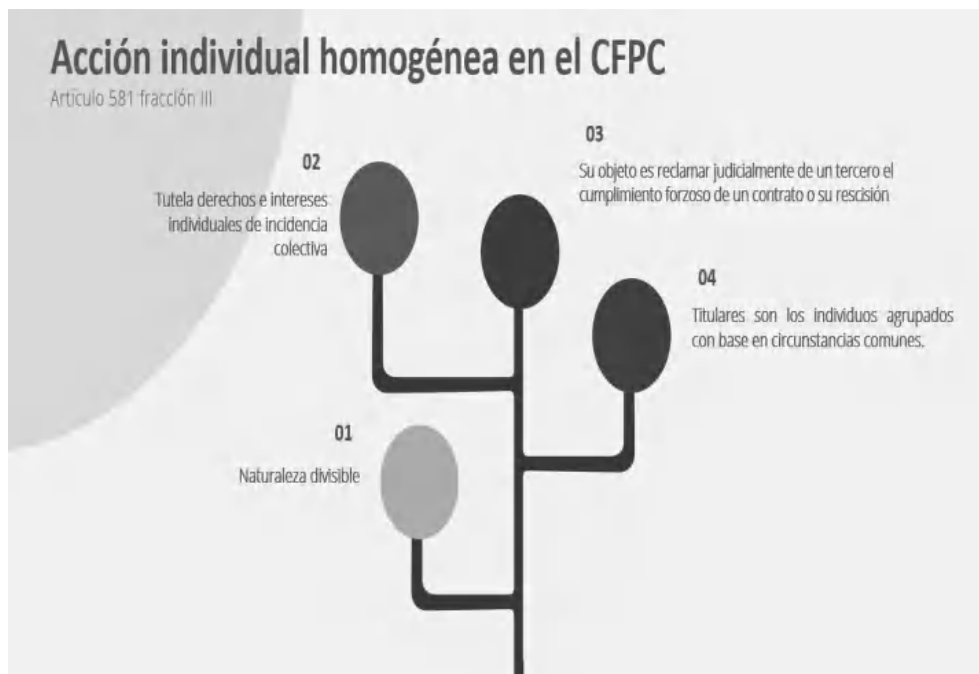 Acción individual homogénea en el CFPC
Artículo 581 fracción III
01
Naturaleza divisible
02
Tutela derechos e intereses
individuales de incidencia
colectiva
03
Su objeto es reclamar judicialmente de un tercero el
cumplimiento forzoso de un contrato o su rescisión
04
Titulares son los individuos agrupados
con base en circunstancias comunes.